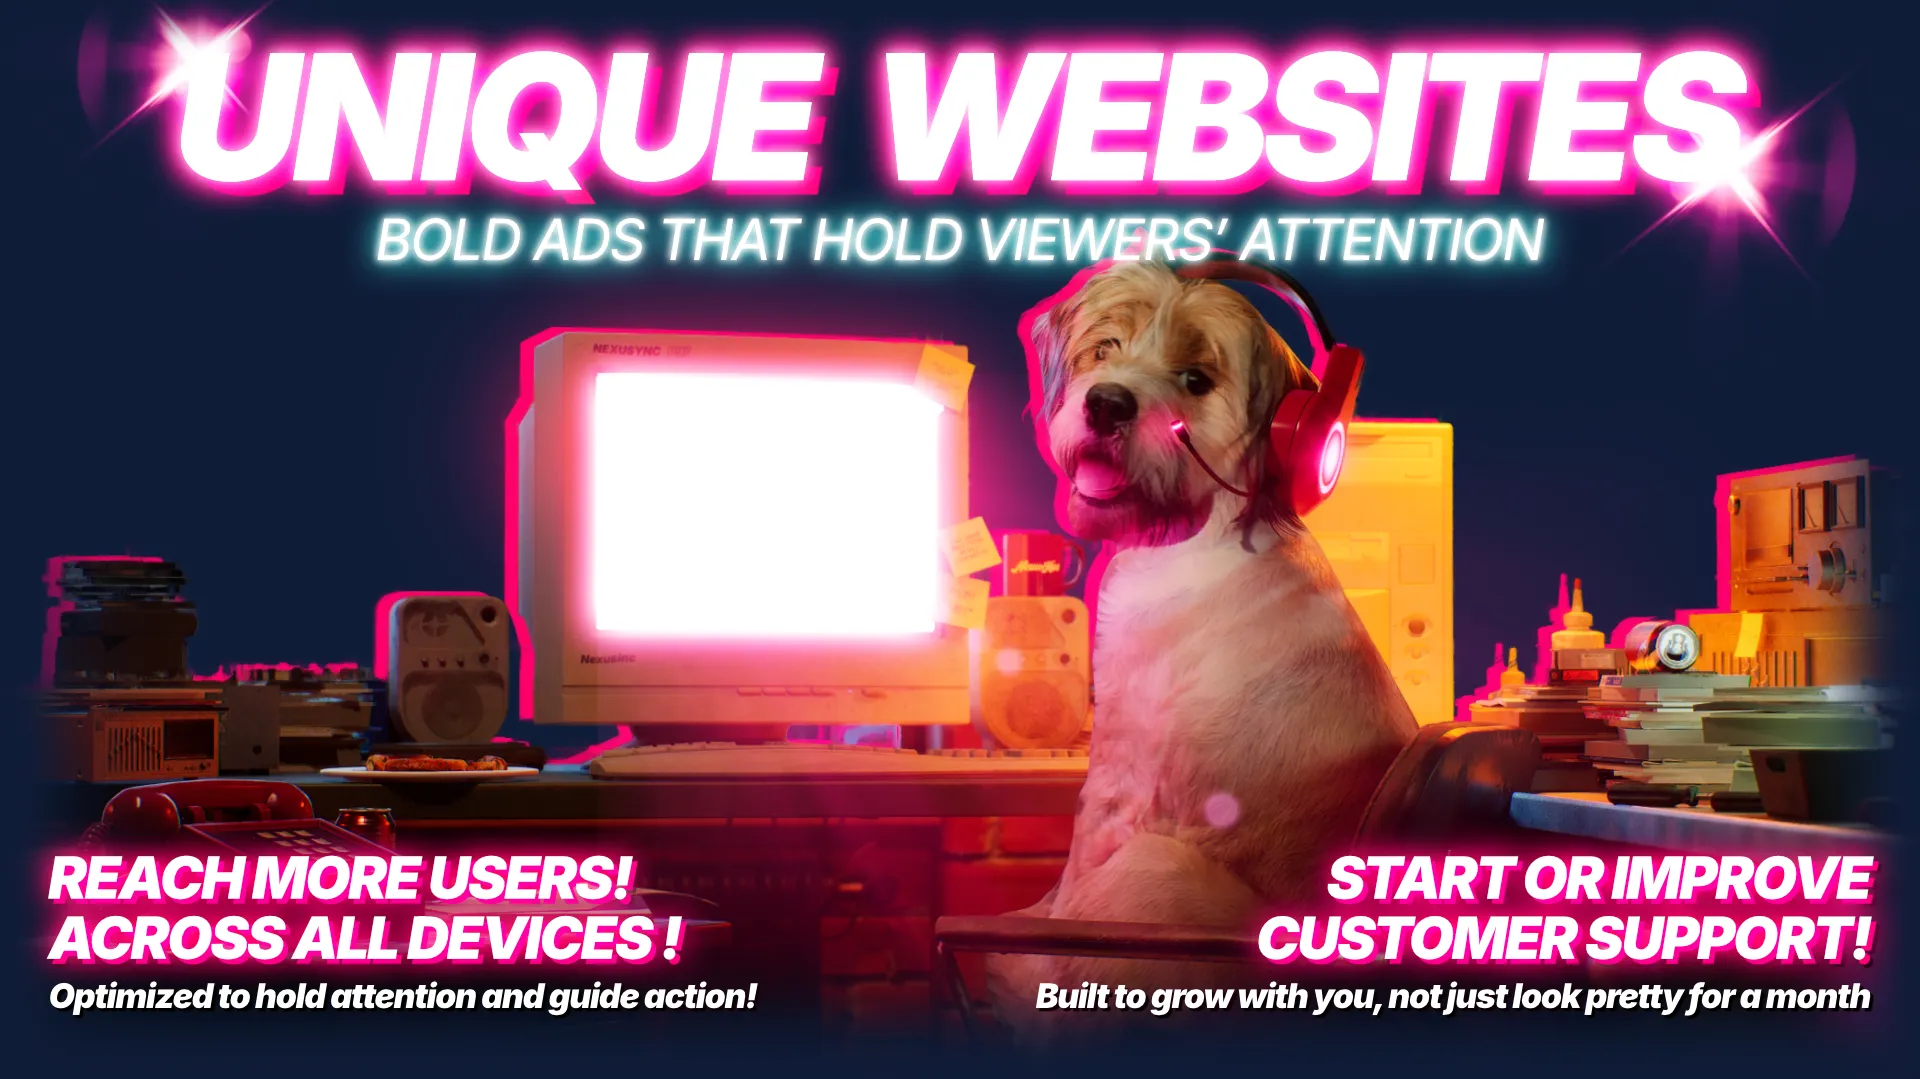 UNIQUE WEBSITES
BOLD ADS THAT HOLD VIEWERS’ ATTENTION
NEXUSYNC
Nexusinc
REACH MORE USERS!
ACROSS ALL DEVICES !
Optimized to hold attention and guide action!
START OR IMPROVE
CUSTOMER SUPPORT!
Built to grow with you, not just look pretty for a month